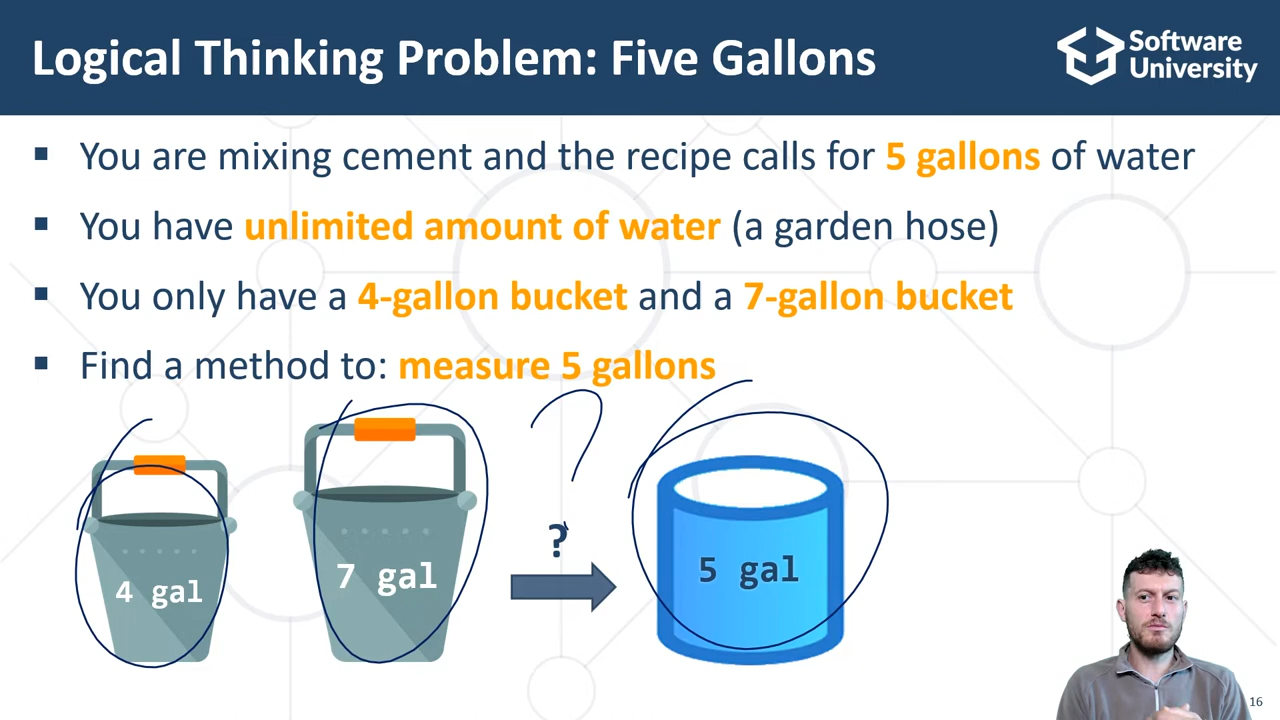 Logical Thinking Problem: Five Gallons
Software
University
▪ You are mixing cement and the recipe calls for 5 gallons of water
▪ You have unlimited amount of water (a garden hose)
▪ You only have a 4-gallon bucket and a 7-gallon bucket
▪ Find a method to: measure 5 gallons
?
?
4 gal
7 gal
5 gal
16